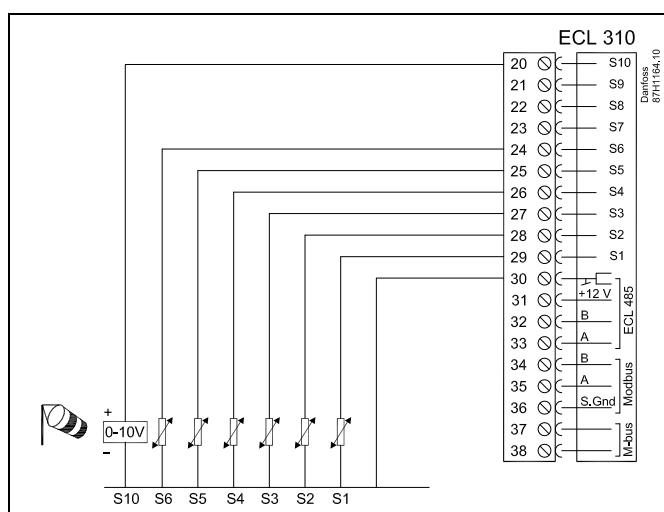 ECL 310
Danfoss
87H1164.10
20 S10
21 S9
22 S8
23 S7
24 S6
25 S5
26 S4
27 S3
28 S2
29 S1
30
31 +12 V
32 B
33 A
ECL 485
34 B
35 A
36 S.Gnd
Modbus
37
38
M-bus
+
0-10V
–
S10 S6 S5 S4 S3 S2 S1